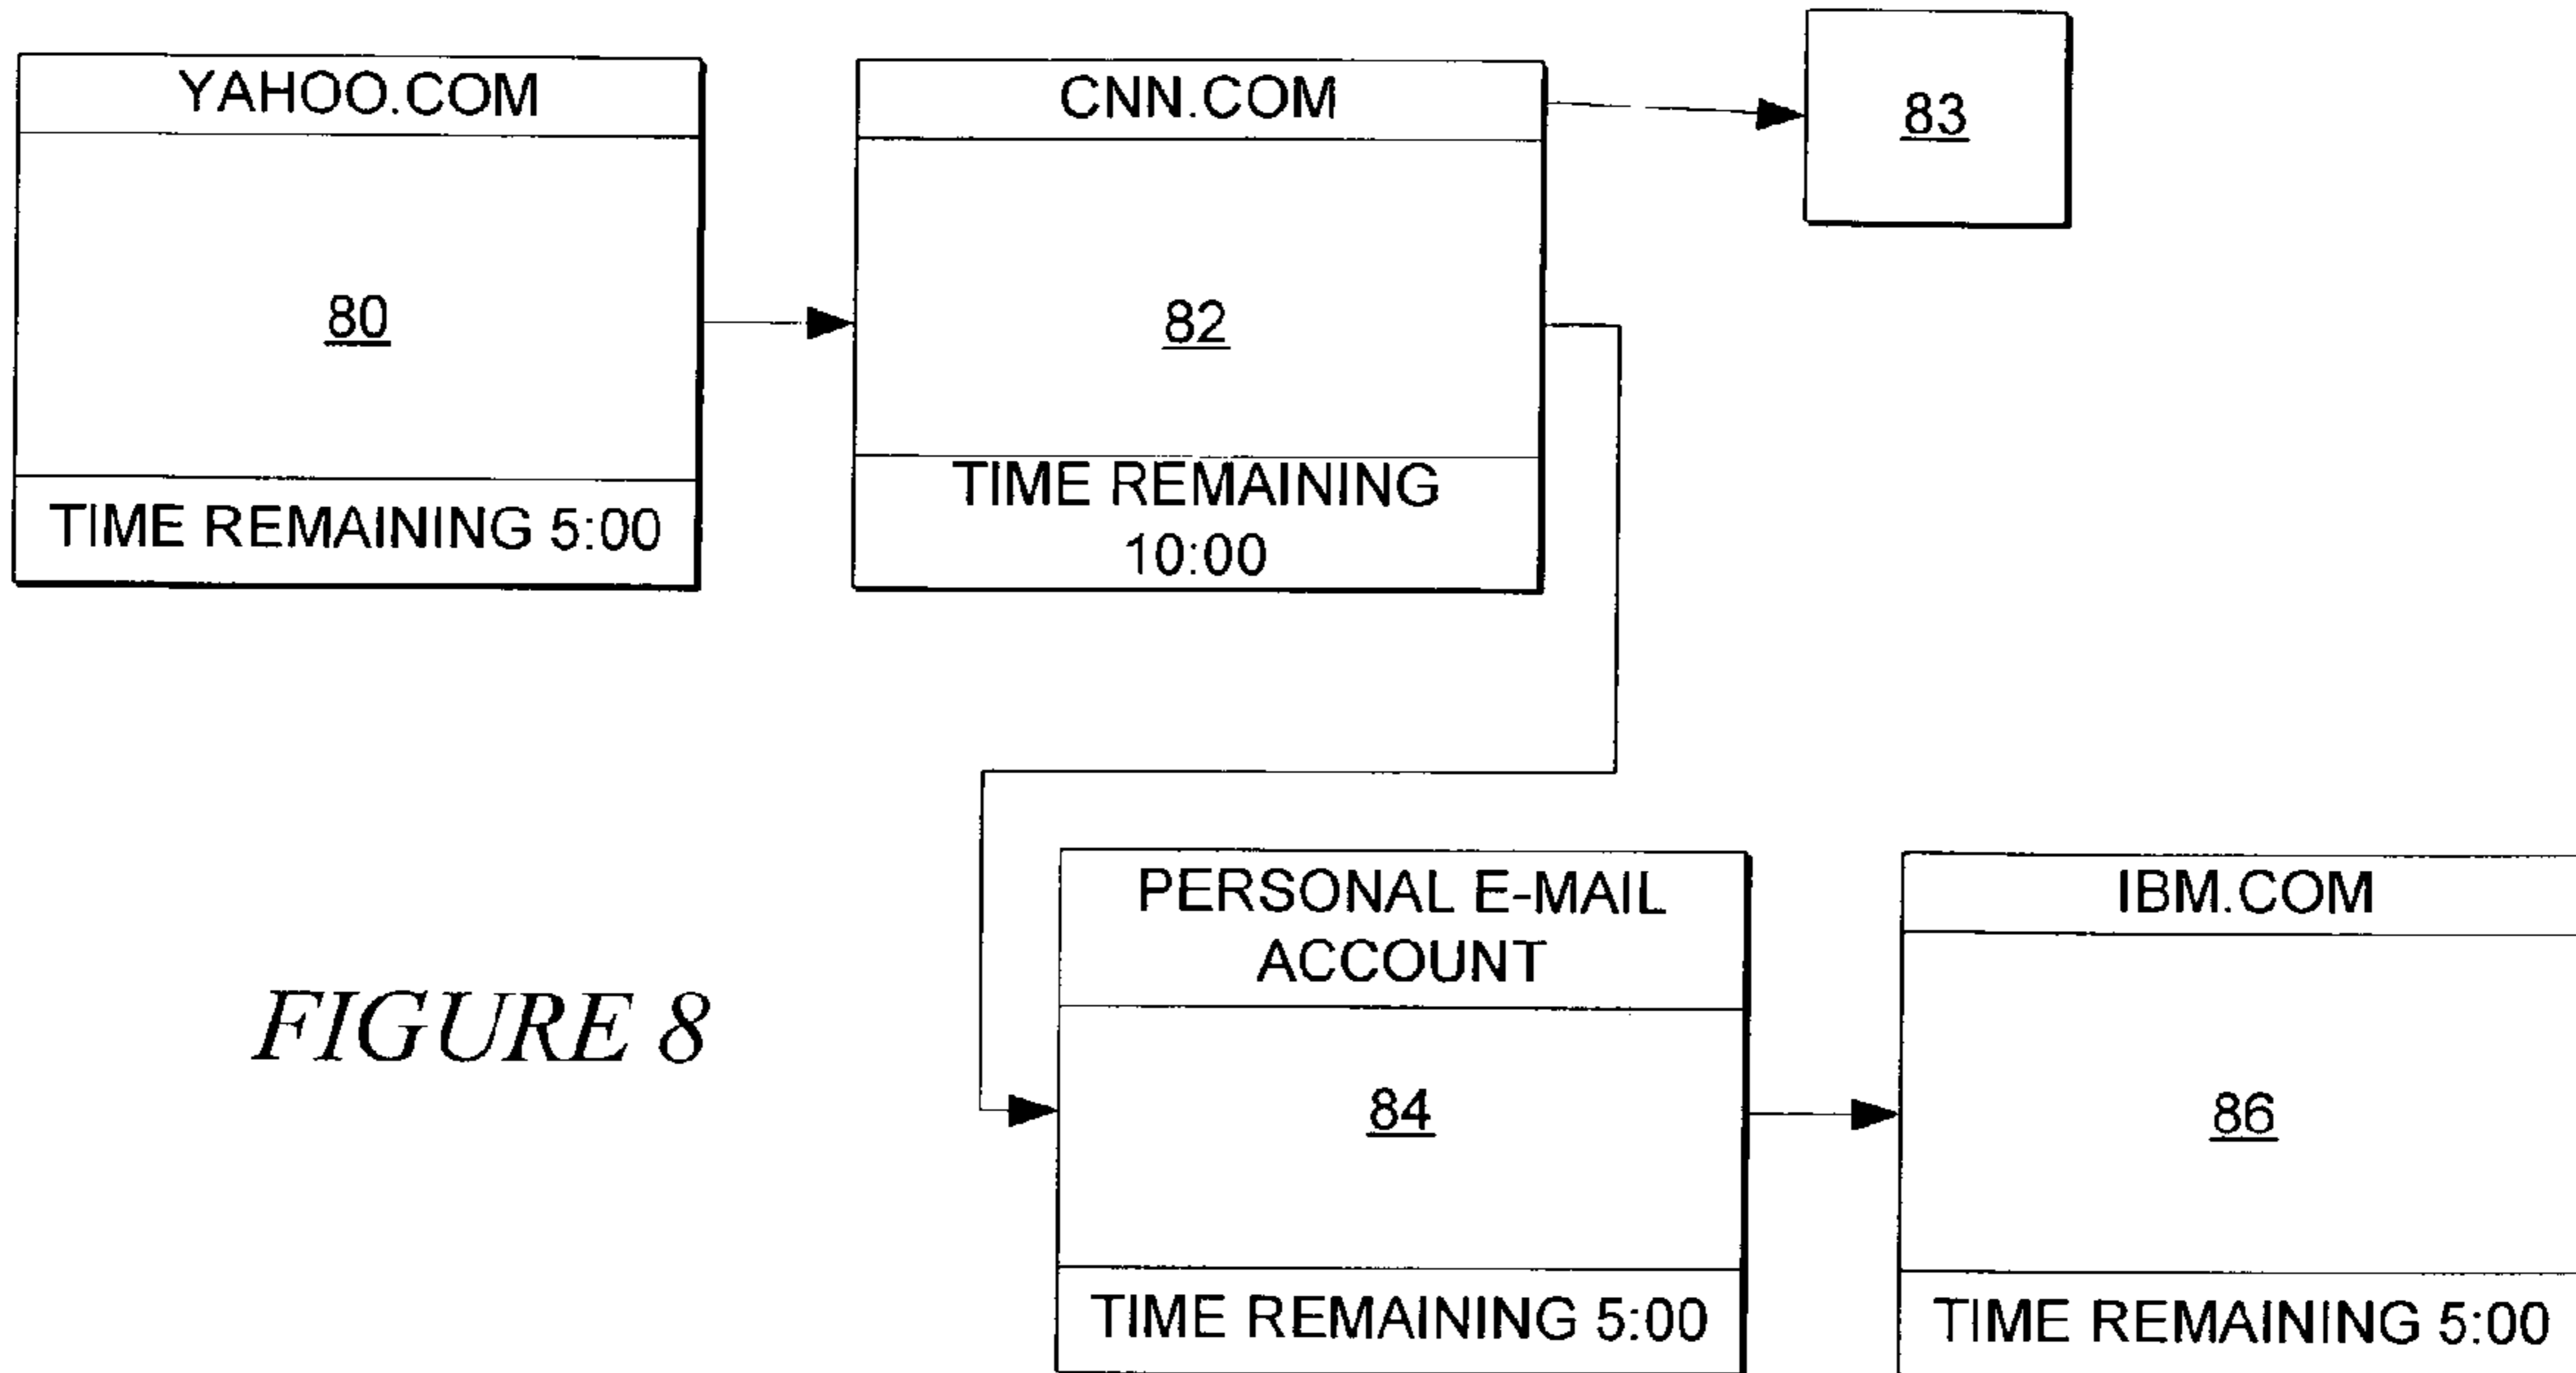 YAHOO.COM
80
TIME REMAINING 5:00
CNN.COM
82
TIME REMAINING
10:00
83
PERSONAL E-MAIL
ACCOUNT
84
TIME REMAINING 5:00
IBM.COM
86
TIME REMAINING 5:00
FIGURE 8